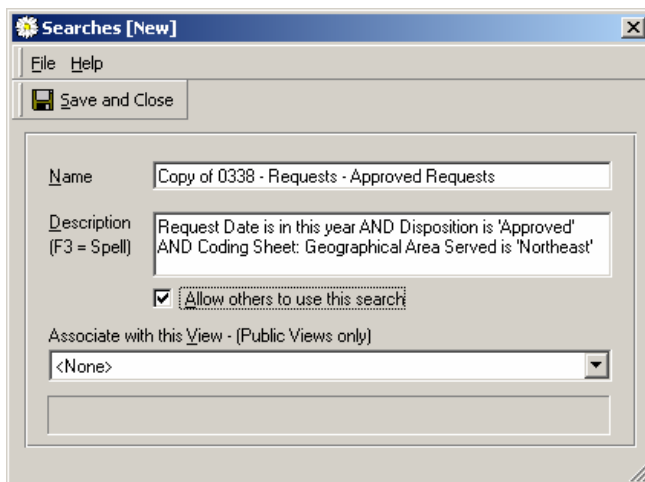 Searches [New]
File Help
Save and Close
Name Copy of 0338 - Requests - Approved Requests
Description Request Date is in this year AND Disposition is 'Approved'
(F3 = Spell) AND Coding Sheet: Geographical Area Served is 'Northeast'
Allow others to use this search
Associate with this View - (Public Views only)
<None>